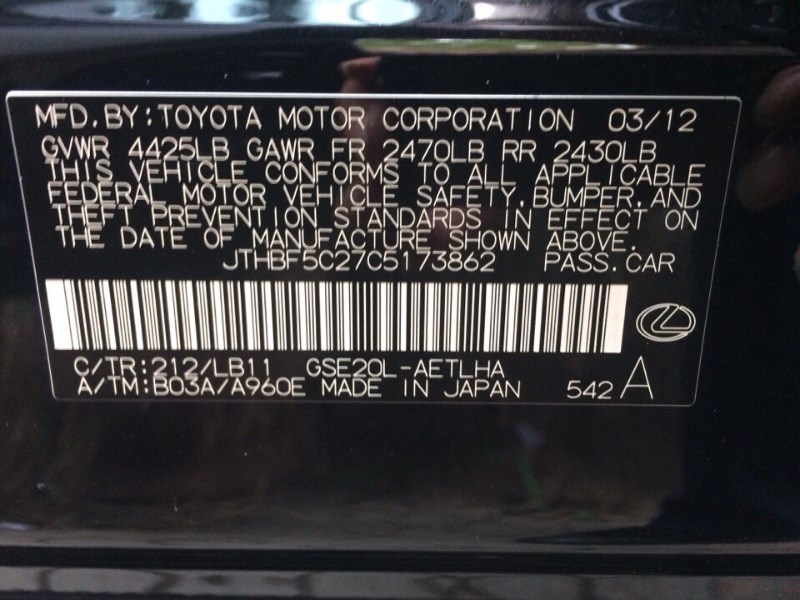 MFD.BY:TOYOTA MOTOR CORPORATION 03/12
GVWR 4425LB GAWR FR 2470LB RR 2430LB
THIS VEHICLE CONFORMS TO ALL APPLICABLE
FEDERAL MOTOR VEHICLE SAFETY,BUMPER,AND
THEFT PREVENTION STANDARDS IN EFFECT ON
THE DATE OF MANUFACTURE SHOWN ABOVE.
JTHBF5C27C5173862 PASS.CAR
C/TR:212/LB11 GSE20L-AETLHA
A/TM:B03A/A960E MADE IN JAPAN 542 A